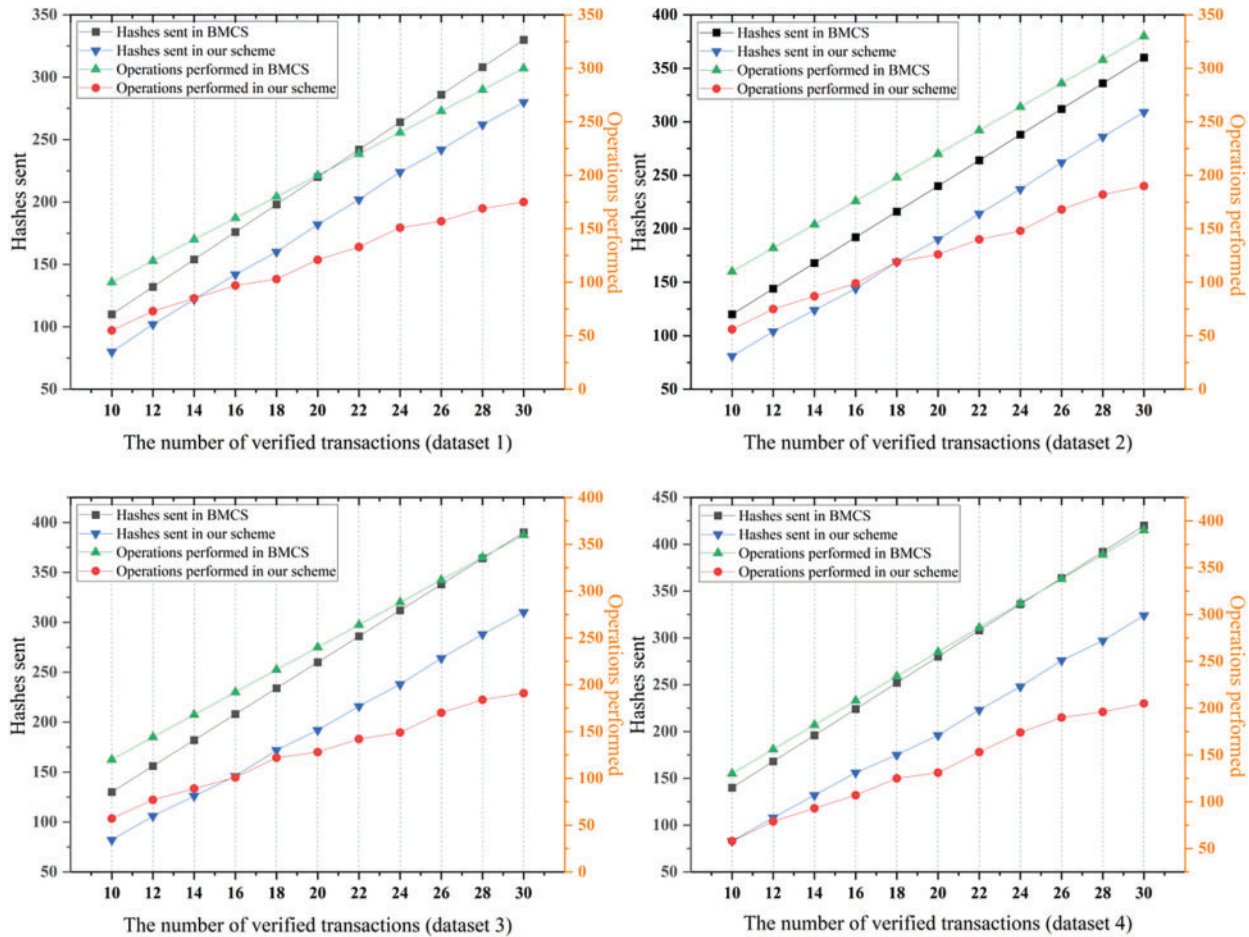 Hashes sent in BMCS
Hashes sent in our scheme
Operations performed in BMCS
Operations performed in our scheme
350
300
250
200
150
100
50
Hashes sent
350
300
250
200
150
100
50
0
Operations performed
10 12 14 16 18 20 22 24 26 28 30
The number of verified transactions (dataset 1)
Hashes sent in BMCS
Hashes sent in our scheme
Operations performed in BMCS
Operations performed in our scheme
400
350
300
250
200
150
100
50
Hashes sent
350
300
250
200
150
100
50
0
Operations performed
10 12 14 16 18 20 22 24 26 28 30
The number of verified transactions (dataset 2)
Hashes sent in BMCS
Hashes sent in our scheme
Operations performed in BMCS
Operations performed in our scheme
400
350
300
250
200
150
100
50
Hashes sent
400
350
300
250
200
150
100
50
0
Operations performed
10 12 14 16 18 20 22 24 26 28 30
The number of verified transactions (dataset 3)
Hashes sent in BMCS
Hashes sent in our scheme
Operations performed in BMCS
Operations performed in our scheme
450
400
350
300
250
200
150
100
50
Hashes sent
400
350
300
250
200
150
100
50
Operations performed
10 12 14 16 18 20 22 24 26 28 30
The number of verified transactions (dataset 4)